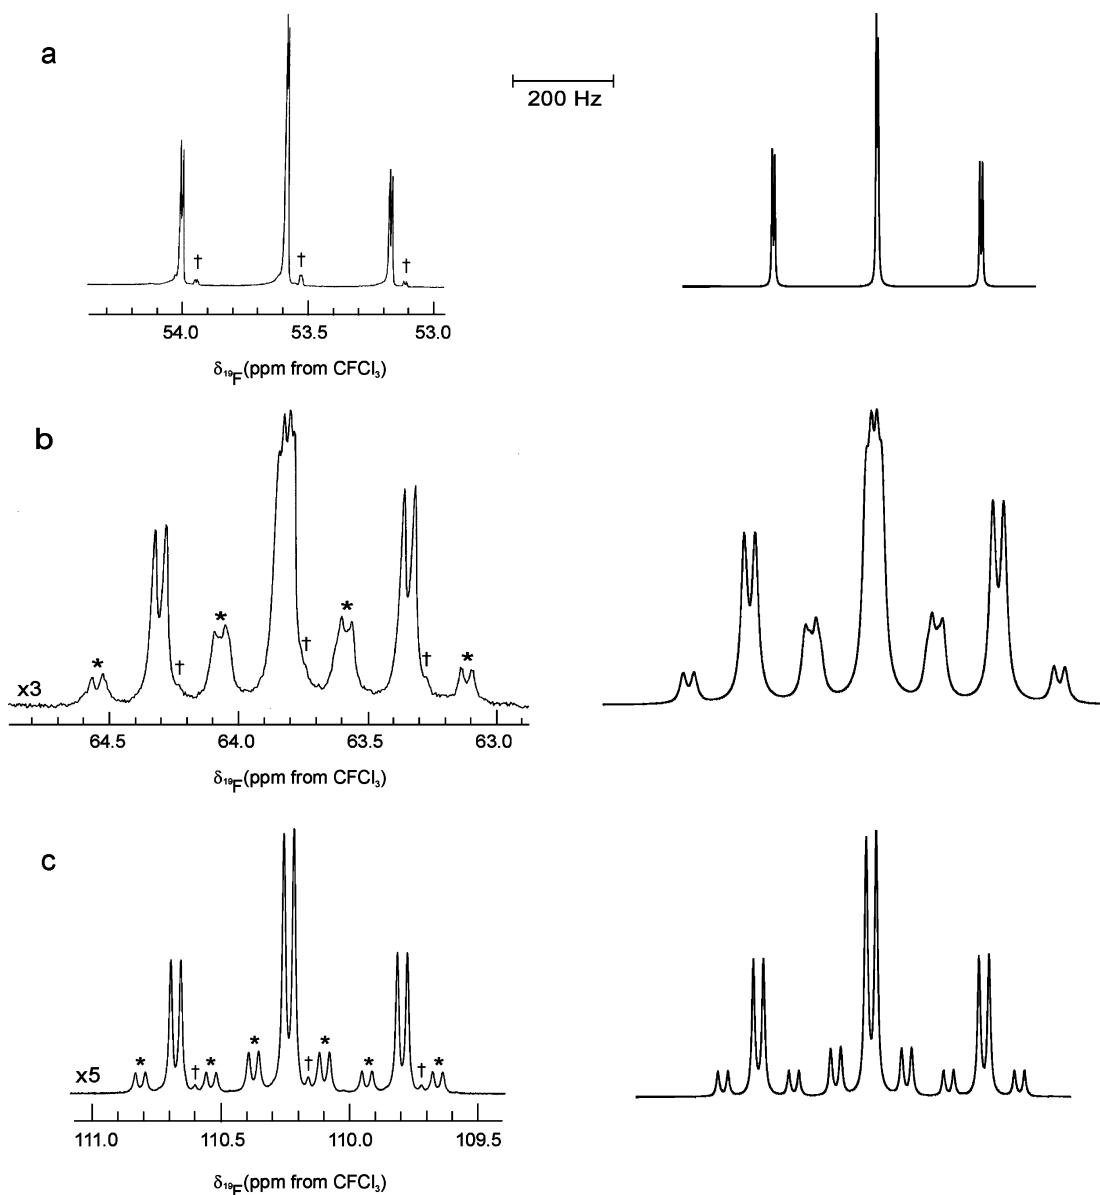 a
200 Hz
†
†
†
54.0 53.5 53.0
δ₁₉F(ppm from CFCl₃)
b
*
*
*
*
†
†
†
x3
64.5 64.0 63.5 63.0
δ₁₉F(ppm from CFCl₃)
c
x5
* † * * † * * † *
111.0 110.5 110.0 109.5
δ₁₉F(ppm from CFCl₃)